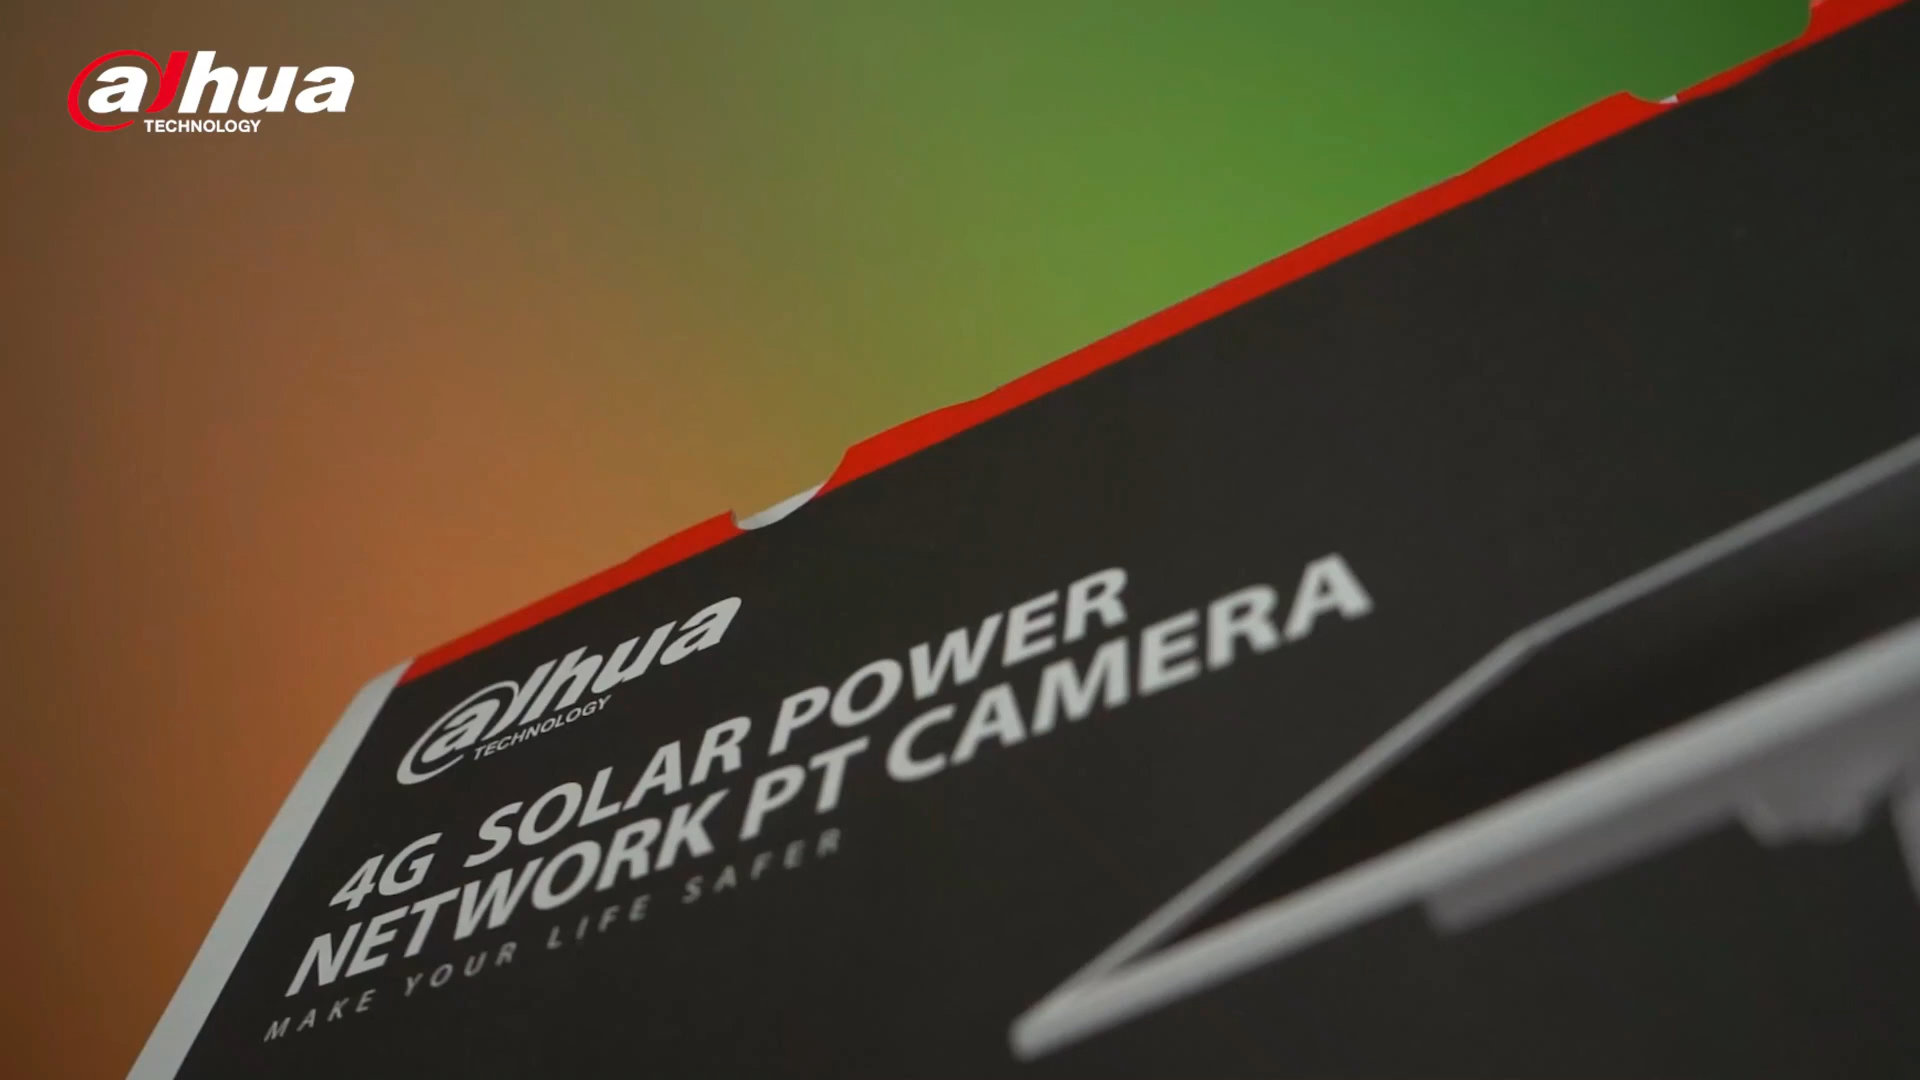 alhua
TECHNOLOGY
alhua
TECHNOLOGY
4G SOLAR POWER
NETWORK PT CAMERA
MAKE YOUR LIFE SAFER